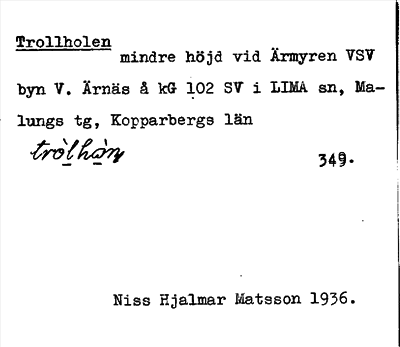 Trollholen
mindre höjd vid Ärmyren VSV
byn V. Ärnäs å kG 102 SV i LIMA sn, Ma-
lungs tg, Kopparbergs län
349.
Niss Hjalmar Matsson 1936.